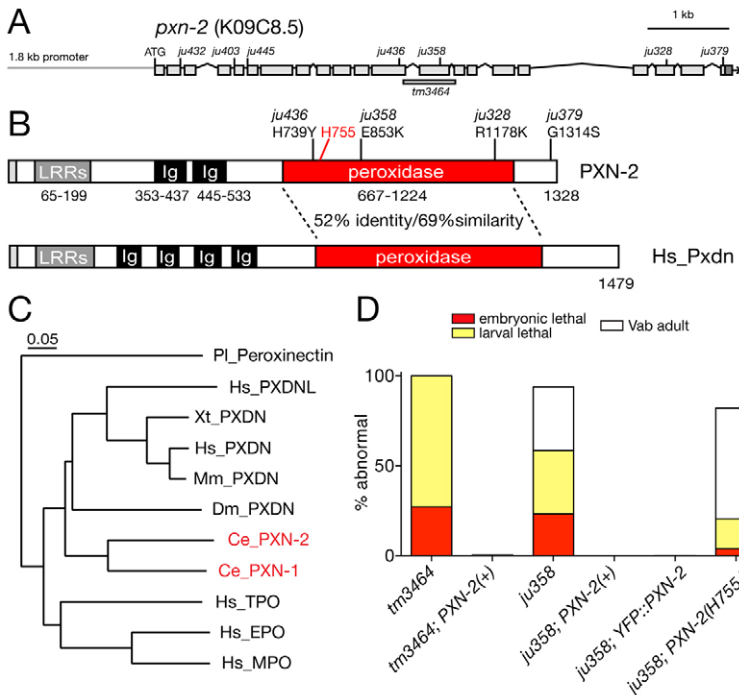 A
pxn-2 (K09C8.5)
1 kb
1.8 kb promoter
ATG ju432 ju403 ju445 ju436 ju358 ju328 ju379
tm3464
B
ju436 ju358 ju328 ju379
H739Y H755 E853K R1178K G1314S
LRRs Ig Ig peroxidase PXN-2
65-199 353-437 445-533 667-1224 1328
52% identity/69%similarity
LRRs Ig Ig Ig Ig peroxidase Hs_Pxdn
1479
C
0.05
Pl_Peroxinectin
Hs_PXDNL
Xt_PXDN
Hs_PXDN
Mm_PXDN
Dm_PXDN
Ce_PXN-2
Ce_PXN-1
Hs_TPO
Hs_EPO
Hs_MPO
D
embryonic lethal
larval lethal
Vab adult
% abnormal
100
50
0
tm3464
tm3464; PXN-2(+)
ju358
ju358; PXN-2(+)
ju358; YFP::PXN-2
ju358; PXN-2(H755